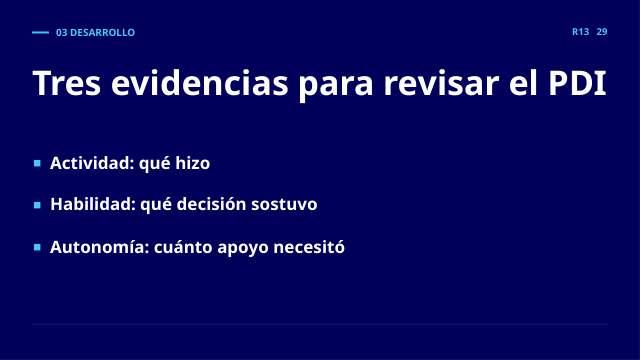 03 DESARROLLO
R13 29
Tres evidencias para revisar el PDI
Actividad: qué hizo
Habilidad: qué decisión sostuvo
Autonomía: cuánto apoyo necesitó